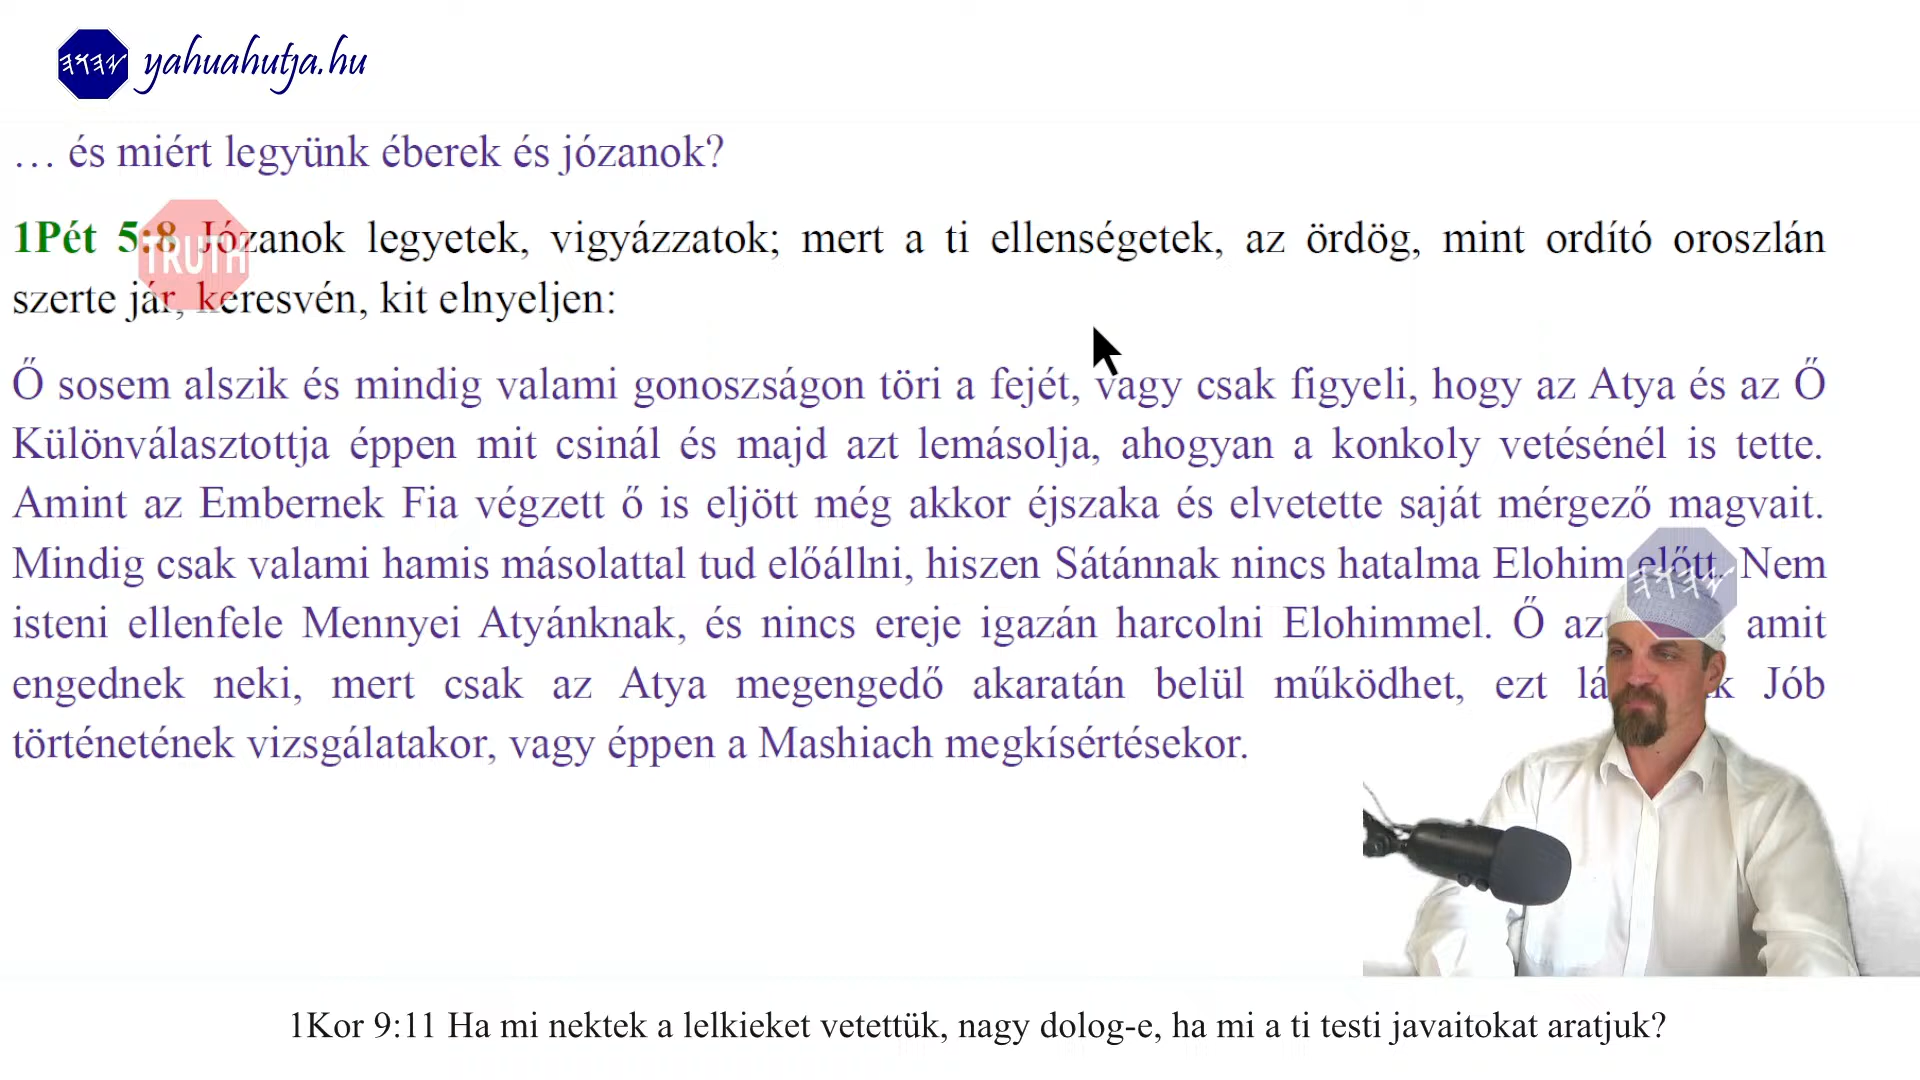 yahuahutja.hu
… és miért legyünk éberek és józanok?
1Pét 5:8 Józanok legyetek, vigyázzatok; mert a ti ellenségetek, az ördög, mint ordító oroszlán
TRUTH
szerte jár, keresvén, kit elnyeljen:
Ő sosem alszik és mindig valami gonoszságon töri a fejét, vagy csak figyeli, hogy az Atya és az Ő
Különválasztottja éppen mit csinál és majd azt lemásolja, ahogyan a konkoly vetésénél is tette.
Amint az Embernek Fia végzett ő is eljött még akkor éjszaka és elvetette saját mérgező magvait.
Mindig csak valami hamis másolattal tud előállni, hiszen Sátánnak nincs hatalma Elohim előtt. Nem
isteni ellenfele Mennyei Atyánknak, és nincs ereje igazán harcolni Elohimmel. Ő amit
engednek neki, mert csak az Atya megengedő akaratán belül működhet, ezt Jób
történetének vizsgálatakor, vagy éppen a Mashiach megkísértésekor.
1Kor 9:11 Ha mi nektek a lelkieket vetettük, nagy dolog-e, ha mi a ti testi javaitokat aratjuk?